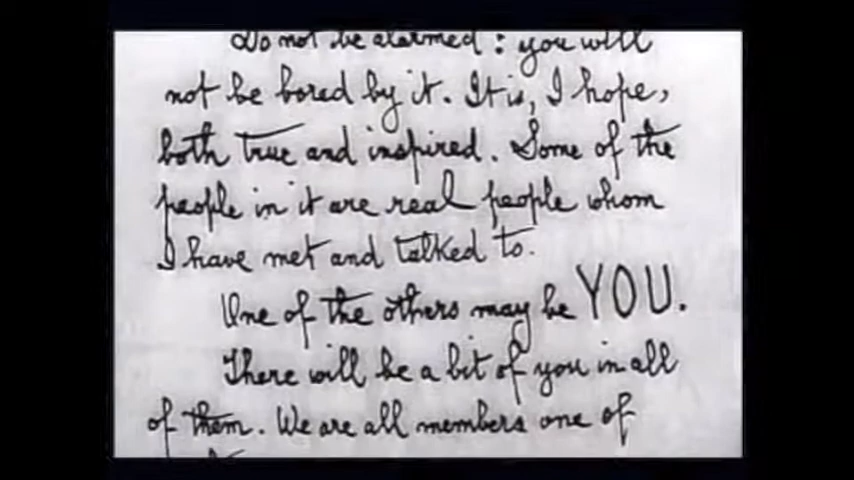 Do not be alarmed : you will
not be bored by it. It is, I hope,
both true and inspired. Some of the
people in it are real people whom
I have met and talked to.
One of the others may be YOU.
There will be a bit of you in all
of them. We are all members one of